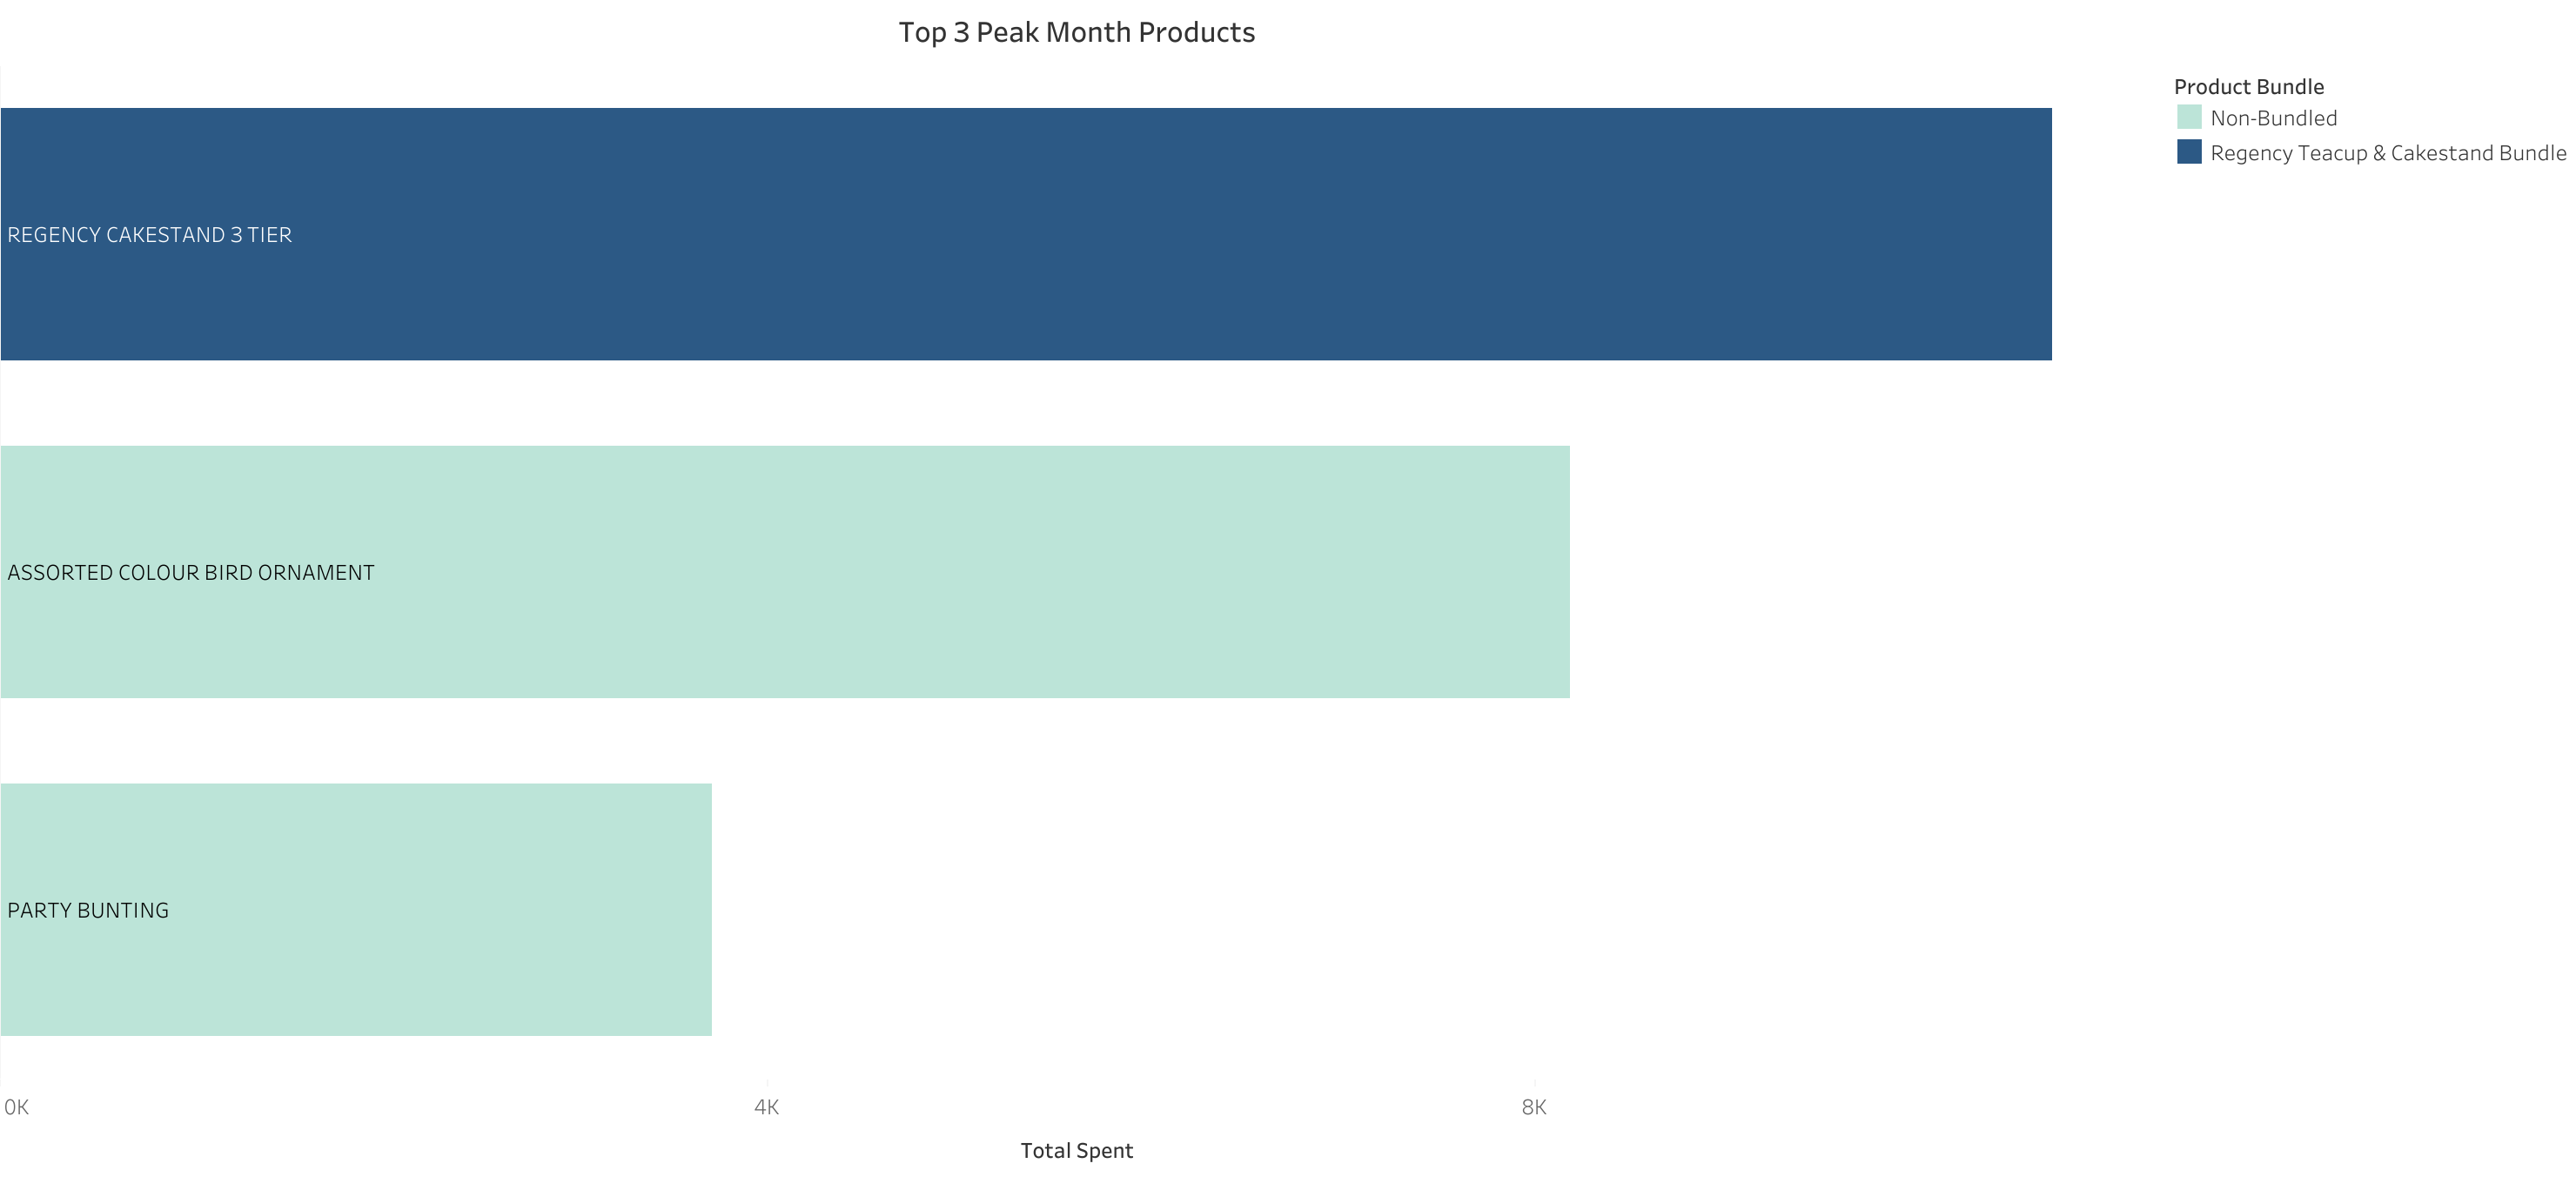 Top 3 Peak Month Products
Product Bundle
Non-Bundled
Regency Teacup & Cakestand Bundle
REGENCY CAKESTAND 3 TIER
ASSORTED COLOUR BIRD ORNAMENT
PARTY BUNTING
0K 4K 8K
Total Spent